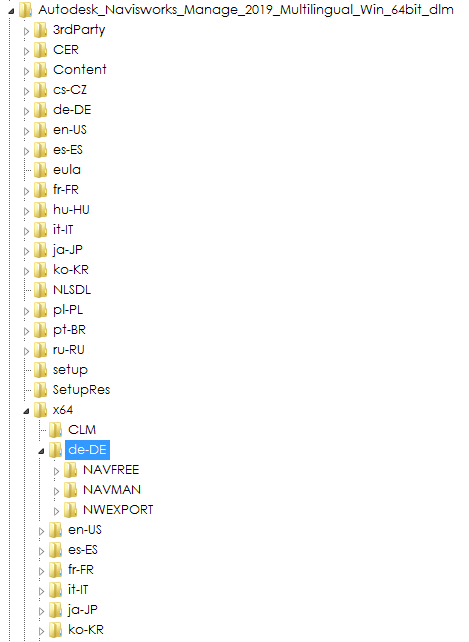 Autodesk_Navisworks_Manage_2019_Multilingual_Win_64bit_dlm
3rdParty
CER
Content
cs-CZ
de-DE
en-US
es-ES
eula
fr-FR
hu-HU
it-IT
ja-JP
ko-KR
NLSDL
pl-PL
pt-BR
ru-RU
setup
SetupRes
x64
CLM
de-DE
NAVFREE
NAVMAN
NWEXPORT
en-US
es-ES
fr-FR
it-IT
ja-JP
ko-KR